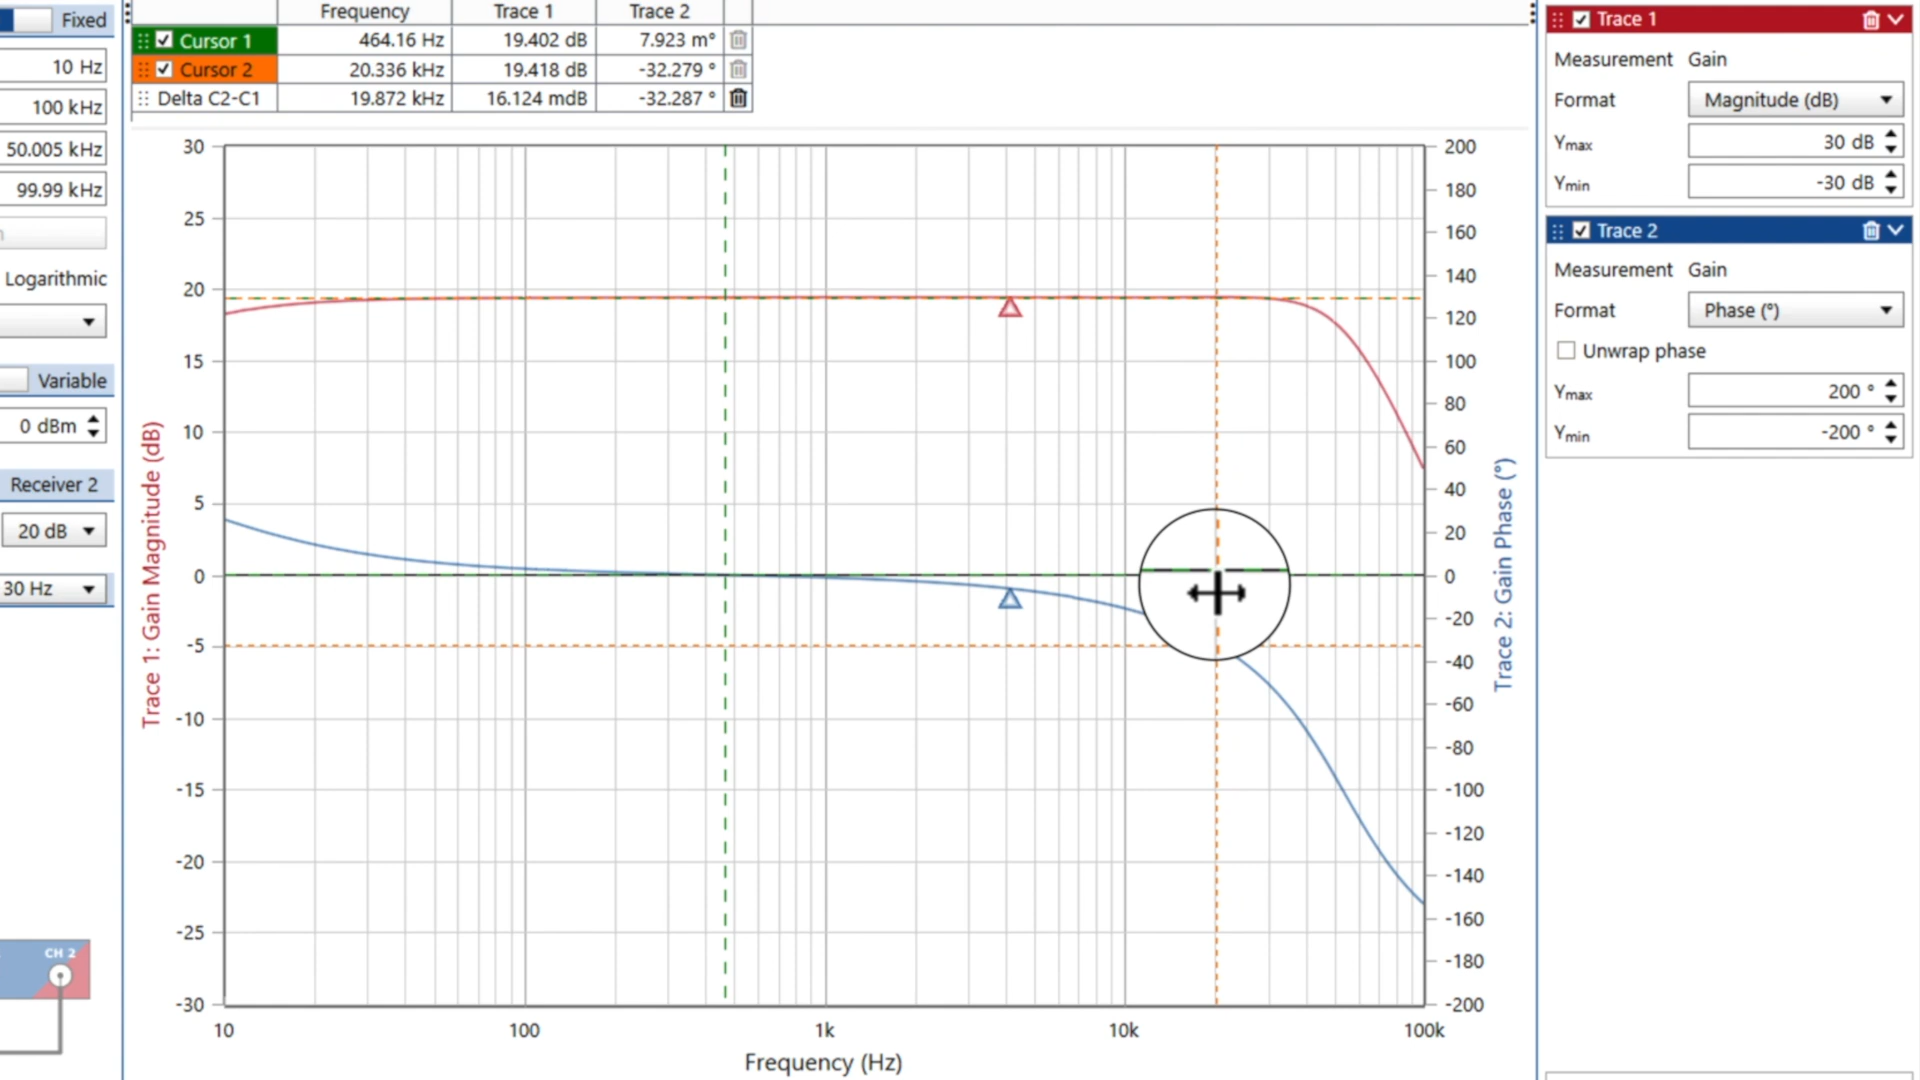 Fixed
10 Hz
100 kHz
50.005 kHz
99.99 kHz
Logarithmic
Variable
0 dBm
Receiver 2
20 dB
30 Hz
CH 2
Frequency Trace 1 Trace 2
Cursor 1 464.16 Hz 19.402 dB 7.923 m°
Cursor 2 20.336 kHz 19.418 dB -32.279 °
Delta C2-C1 19.872 kHz 16.124 mdB -32.287 °
Trace 1: Gain Magnitude (dB)
30
25
20
15
10
5
0
-5
-10
-15
-20
-25
-30
200
180
160
140
120
100
80
60
40
20
0
-20
-40
-60
-80
-100
-120
-140
-160
-180
-200
Trace 2: Gain Phase (°)
10 100 1k 10k 100k
Frequency (Hz)
Trace 1
Measurement Gain
Format Magnitude (dB)
Ymax 30 dB
Ymin -30 dB
Trace 2
Measurement Gain
Format Phase (°)
Unwrap phase
Ymax 200 °
Ymin -200 °